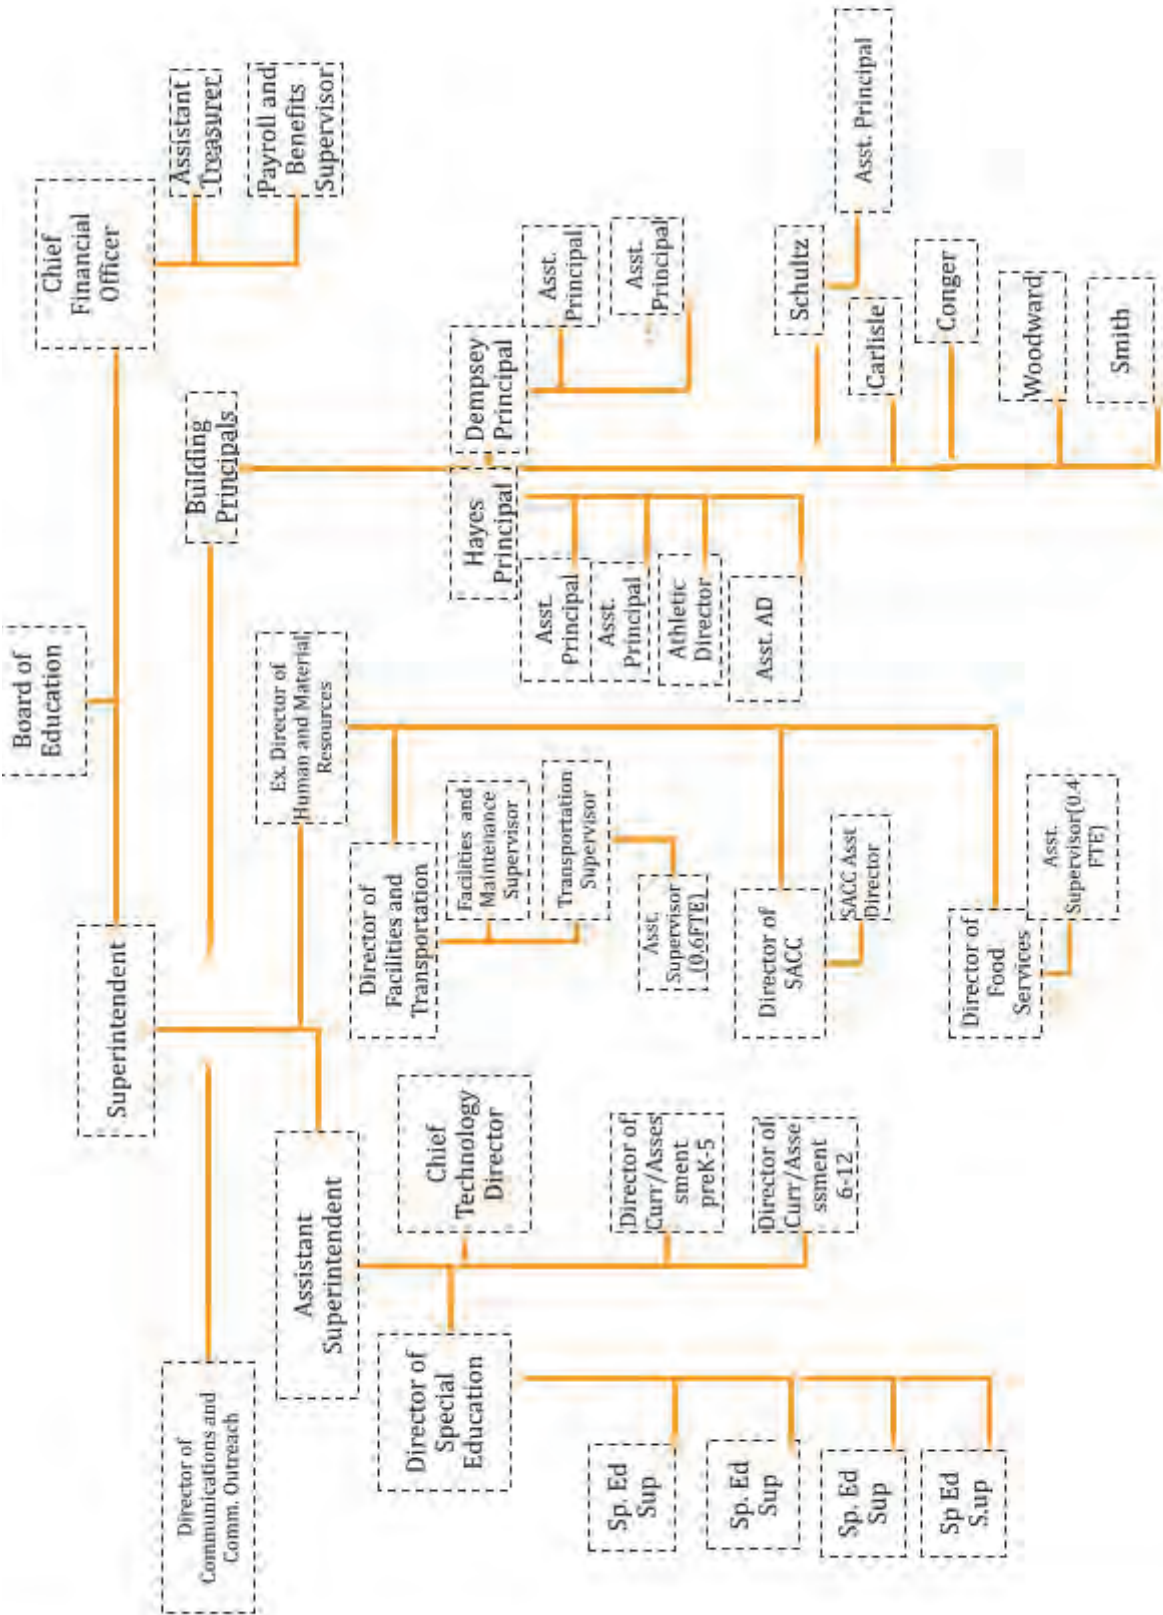 Board of
Education
Superintendent
Chief
Financial
Officer
Assistant
Treasurer
Payroll and
Benefits
Supervisor
Director of
Communications and
Comm. Outreach
Building
Principals
Assistant
Superintendent
Ex. Director of
Human and Material
Resources
Director of
Special
Education
Chief
Technology
Director
Director of
Curr/Asses
sment
preK-5
Director of
Curr/Asse
ssment
6-12
Sp. Ed
Sup
Sp. Ed
Sup
Sp. Ed
Sup
Sp Ed
S.up
Director of
Facilities and
Transportation
Facilities and
Maintenance
Supervisor
Transportation
Supervisor
Asst.
Supervisor
(0.6FTE)
Director of
SACC
SACC Asst
Director
Director of
Food
Services
Asst.
Supervisor(0.4
FTE)
Hayes
Principal
Dempsey
Principal
Asst.
Principal
Asst.
Principal
Athletic
Director
Asst. AD
Asst.
Principal
Asst.
Principal
Schultz
Asst. Principal
Carlisle
Conger
Woodward
Smith